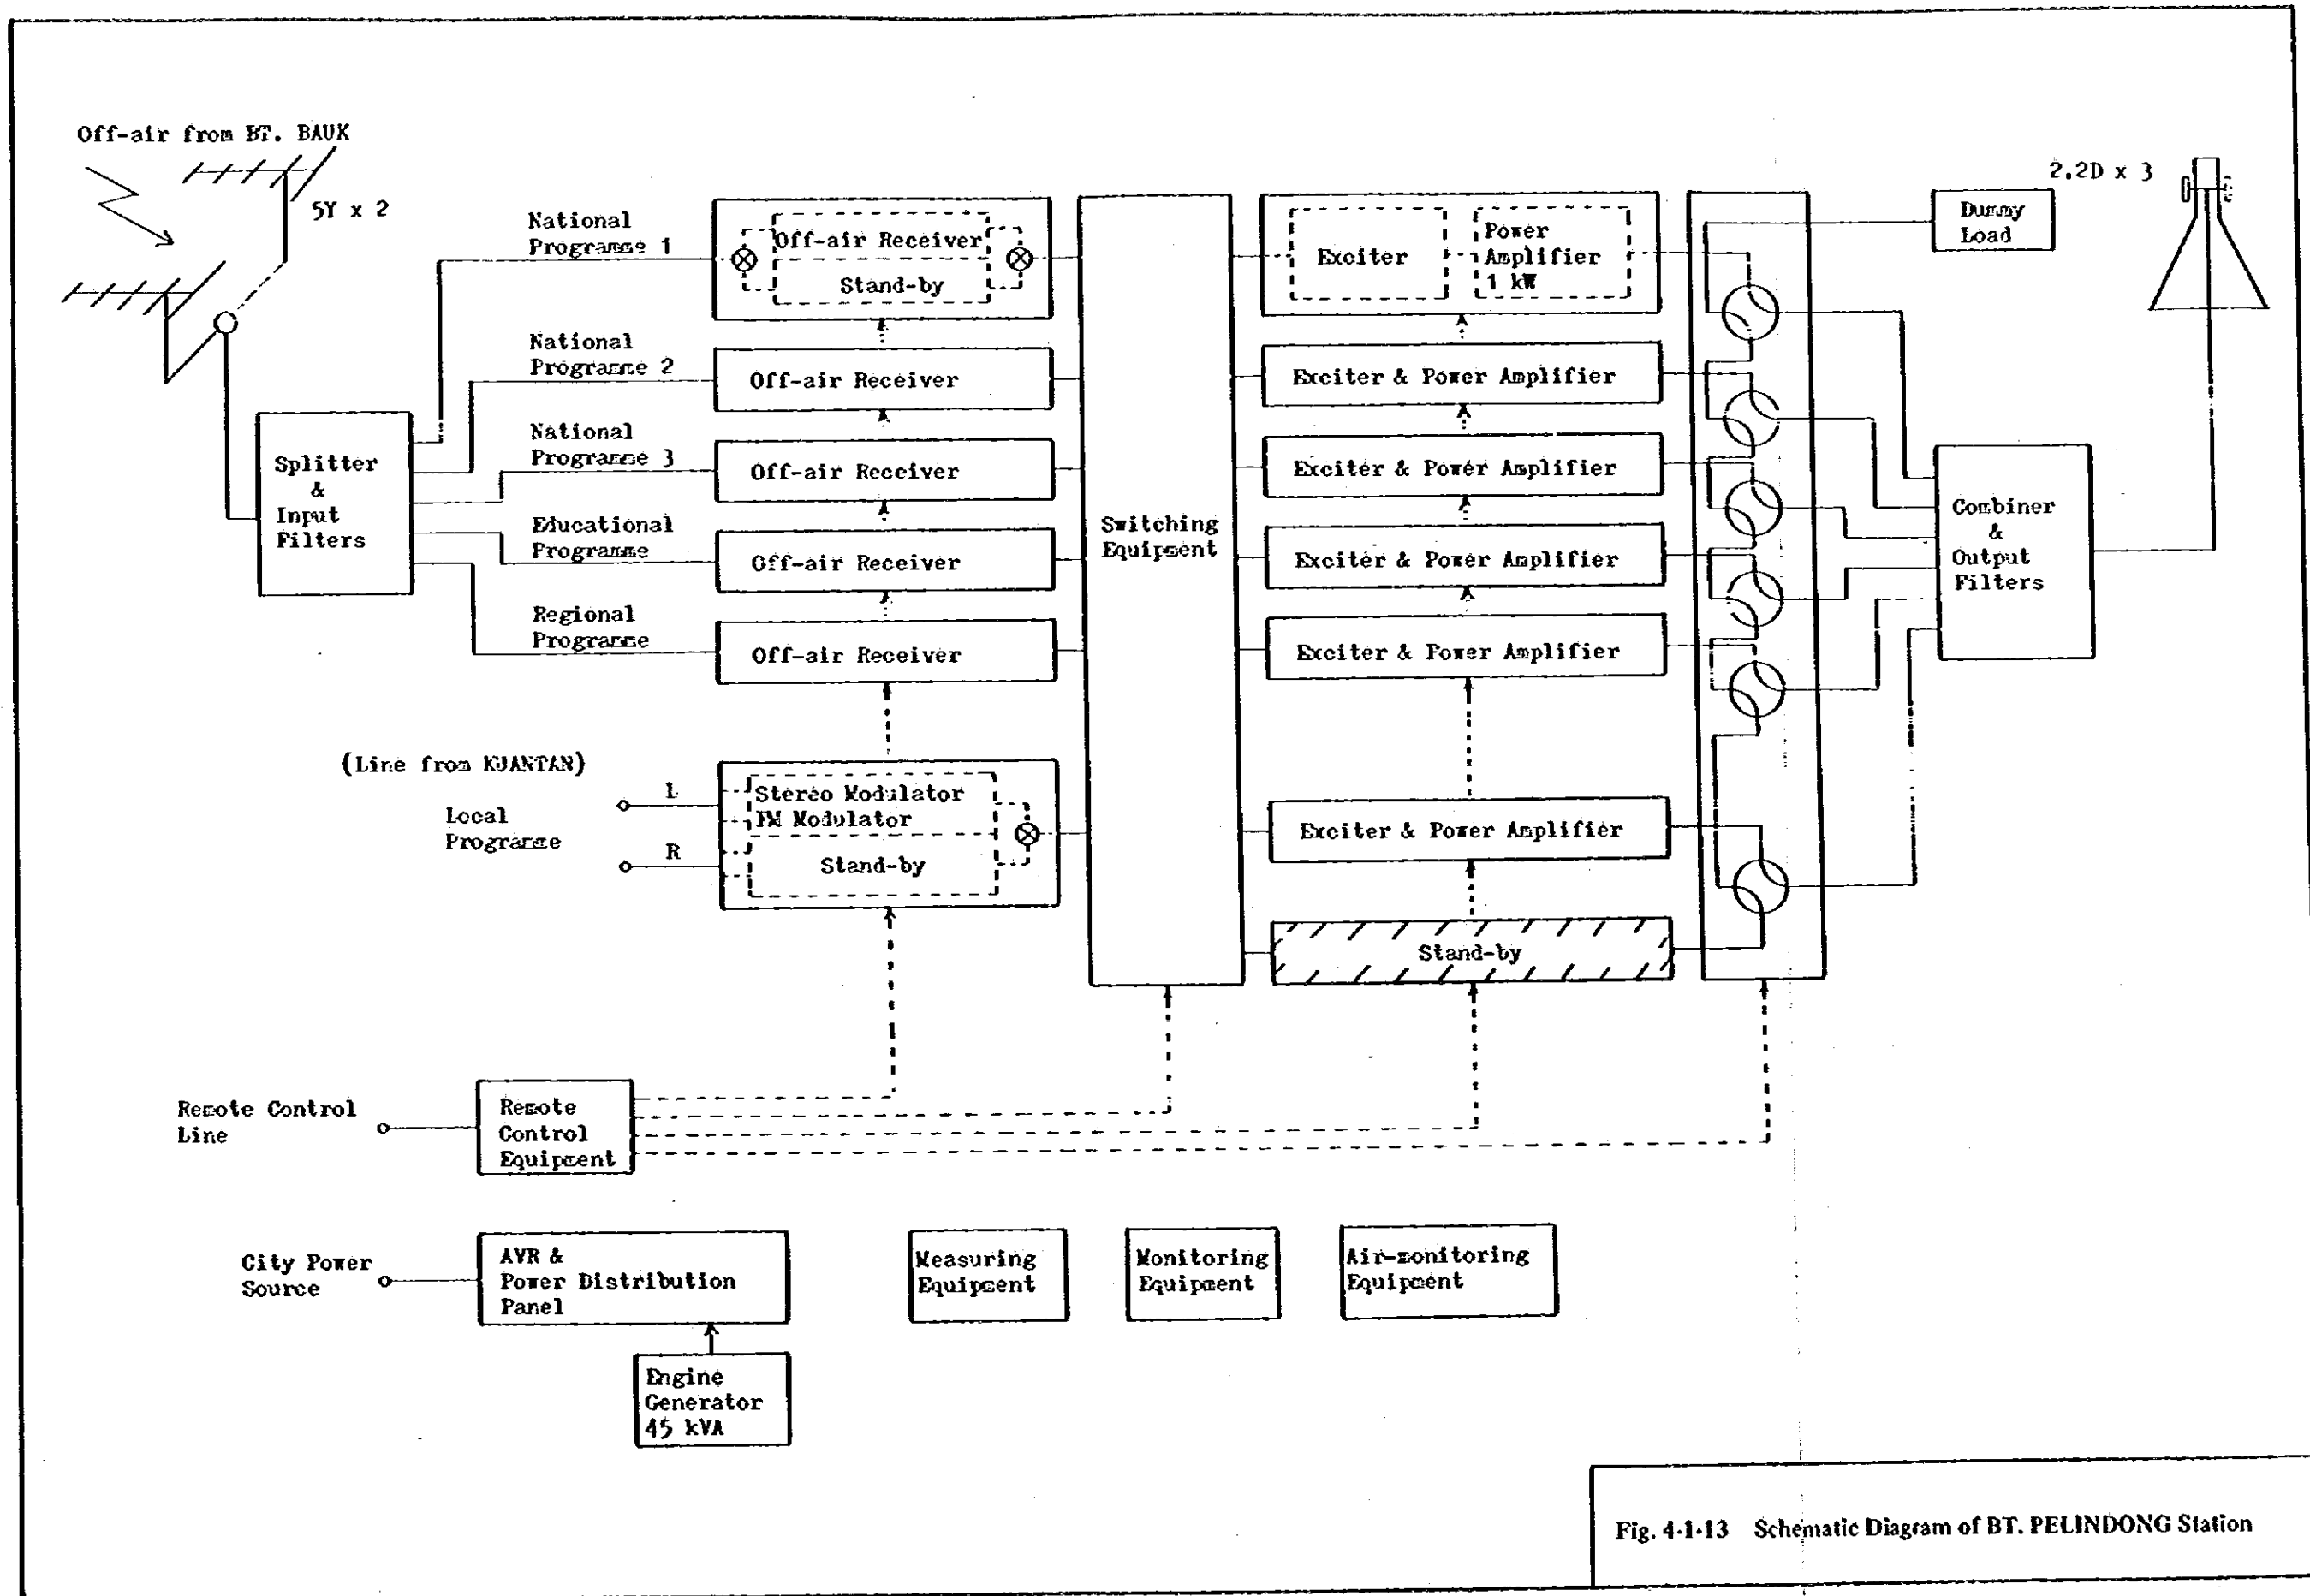 Off-air from BT. BAUK
5Y x 2
2.2D x 3
National
Programme 1
Off-air Receiver
Stand-by
Exciter
Power
Amplifier
1 kW
Dummy
Load
National
Programme 2
Off-air Receiver
Exciter & Power Amplifier
National
Programme 3
Off-air Receiver
Exciter & Power Amplifier
Splitter
&
Input
Filters
Educational
Programme
Off-air Receiver
Switching
Equipment
Exciter & Power Amplifier
Combiner
&
Output
Filters
Regional
Programme
Off-air Receiver
Exciter & Power Amplifier
(Line from KUANTAN)
Local
Programme
L
R
Stereo Modulator
FM Modulator
Stand-by
Exciter & Power Amplifier
Stand-by
Remote Control
Line
Remote
Control
Equipment
City Power
Source
AVR &
Power Distribution
Panel
Measuring
Equipment
Monitoring
Equipment
Air-monitoring
Equipment
Engine
Generator
45 kVA
Fig. 4-1-13 Schematic Diagram of BT. PELINDONG Station